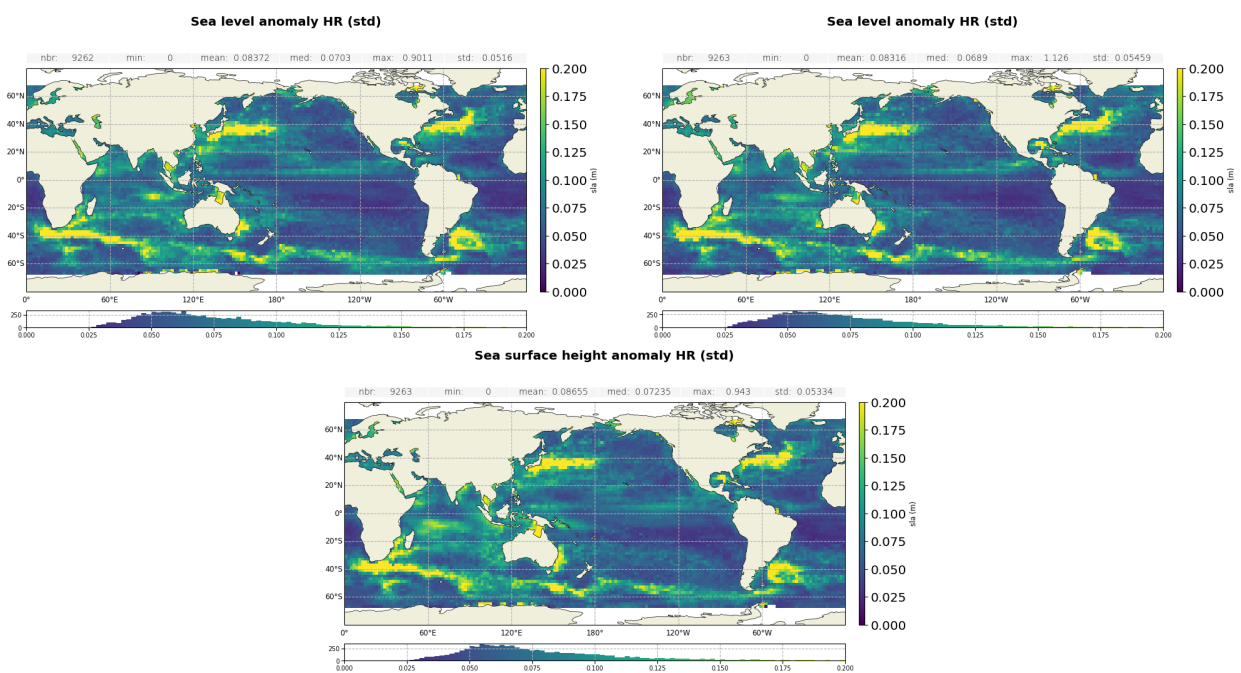 Sea level anomaly HR (std)
nbr: 9262 min: 0 mean: 0.08372 med: 0.0703 max: 0.9011 std: 0.0516
60°N
40°N
20°N
0°
20°S
40°S
60°S
0° 60°E 120°E 180° 120°W 60°W
0.200
0.175
0.150
0.125
0.100
0.075
0.050
0.025
0.000
sla (m)
250
0
0.000 0.025 0.050 0.075 0.100 0.125 0.150 0.175 0.200
Sea level anomaly HR (std)
nbr: 9263 min: 0 mean: 0.08316 med: 0.0689 max: 1.126 std: 0.05459
60°N
40°N
20°N
0°
20°S
40°S
60°S
0° 60°E 120°E 180° 120°W 60°W
0.200
0.175
0.150
0.125
0.100
0.075
0.050
0.025
0.000
sla (m)
250
0
0.000 0.025 0.050 0.075 0.100 0.125 0.150 0.175 0.200
Sea surface height anomaly HR (std)
nbr: 9263 min: 0 mean: 0.08655 med: 0.07235 max: 0.943 std: 0.05334
60°N
40°N
20°N
0°
20°S
40°S
60°S
0° 60°E 120°E 180° 120°W 60°W
0.200
0.175
0.150
0.125
0.100
0.075
0.050
0.025
0.000
sla (m)
250
0
0.000 0.025 0.050 0.075 0.100 0.125 0.150 0.175 0.200